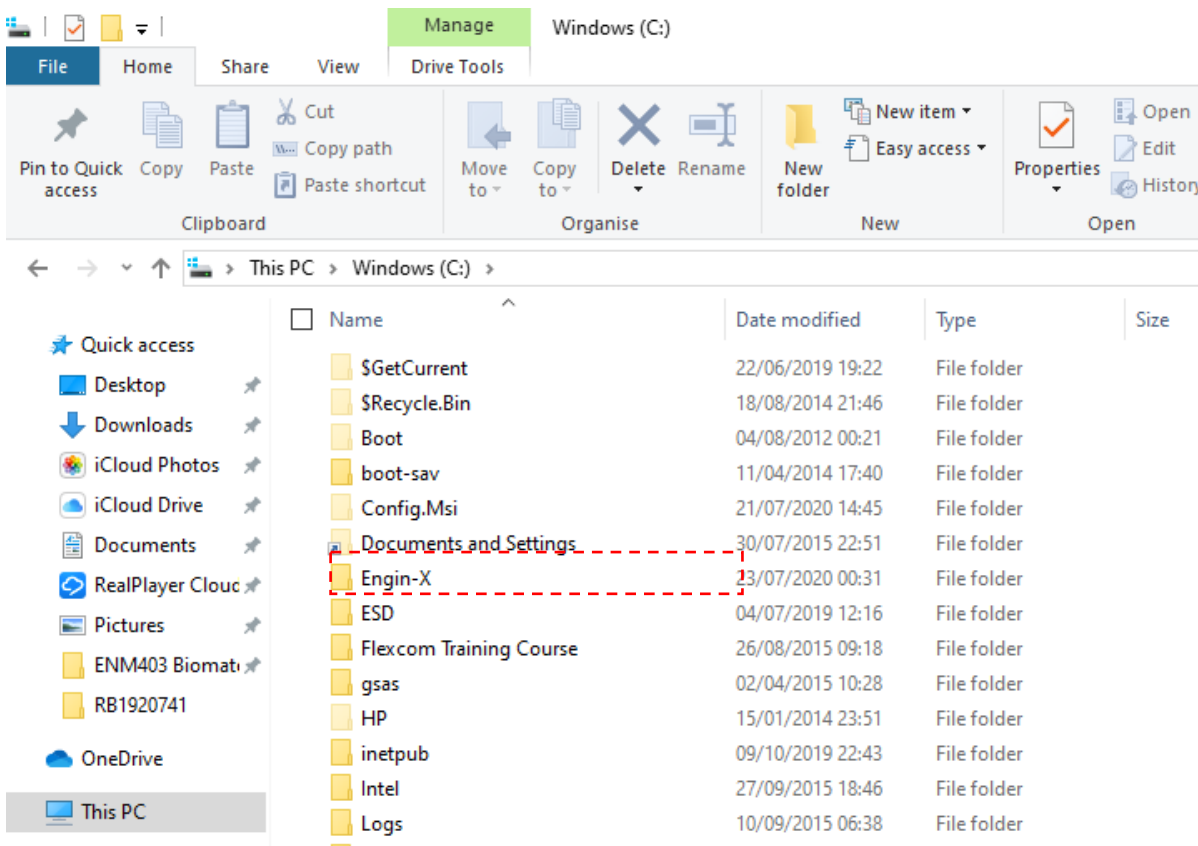 Manage
Windows (C:)
File
Home
Share
View
Drive Tools
Pin to Quick
access
Copy
Paste
Cut
Copy path
Paste shortcut
Clipboard
Move
to
Copy
to
Delete
Rename
Organise
New
folder
New item
Easy access
New
Properties
Open
Edit
History
Open
This PC > Windows (C:) >
Name Date modified Type Size
Quick access
Desktop
Downloads
iCloud Photos
iCloud Drive
Documents
RealPlayer Cloud
Pictures
ENM403 Biomate
RB1920741
OneDrive
This PC
$GetCurrent 22/06/2019 19:22 File folder
$Recycle.Bin 18/08/2014 21:46 File folder
Boot 04/08/2012 00:21 File folder
boot-sav 11/04/2014 17:40 File folder
Config.Msi 21/07/2020 14:45 File folder
Documents and Settings 30/07/2015 22:51 File folder
Engin-X 23/07/2020 00:31 File folder
ESD 04/07/2019 12:16 File folder
Flexcom Training Course 26/08/2015 09:18 File folder
gsas 02/04/2015 10:28 File folder
HP 15/01/2014 23:51 File folder
inetpub 09/10/2019 22:43 File folder
Intel 27/09/2015 18:46 File folder
Logs 10/09/2015 06:38 File folder